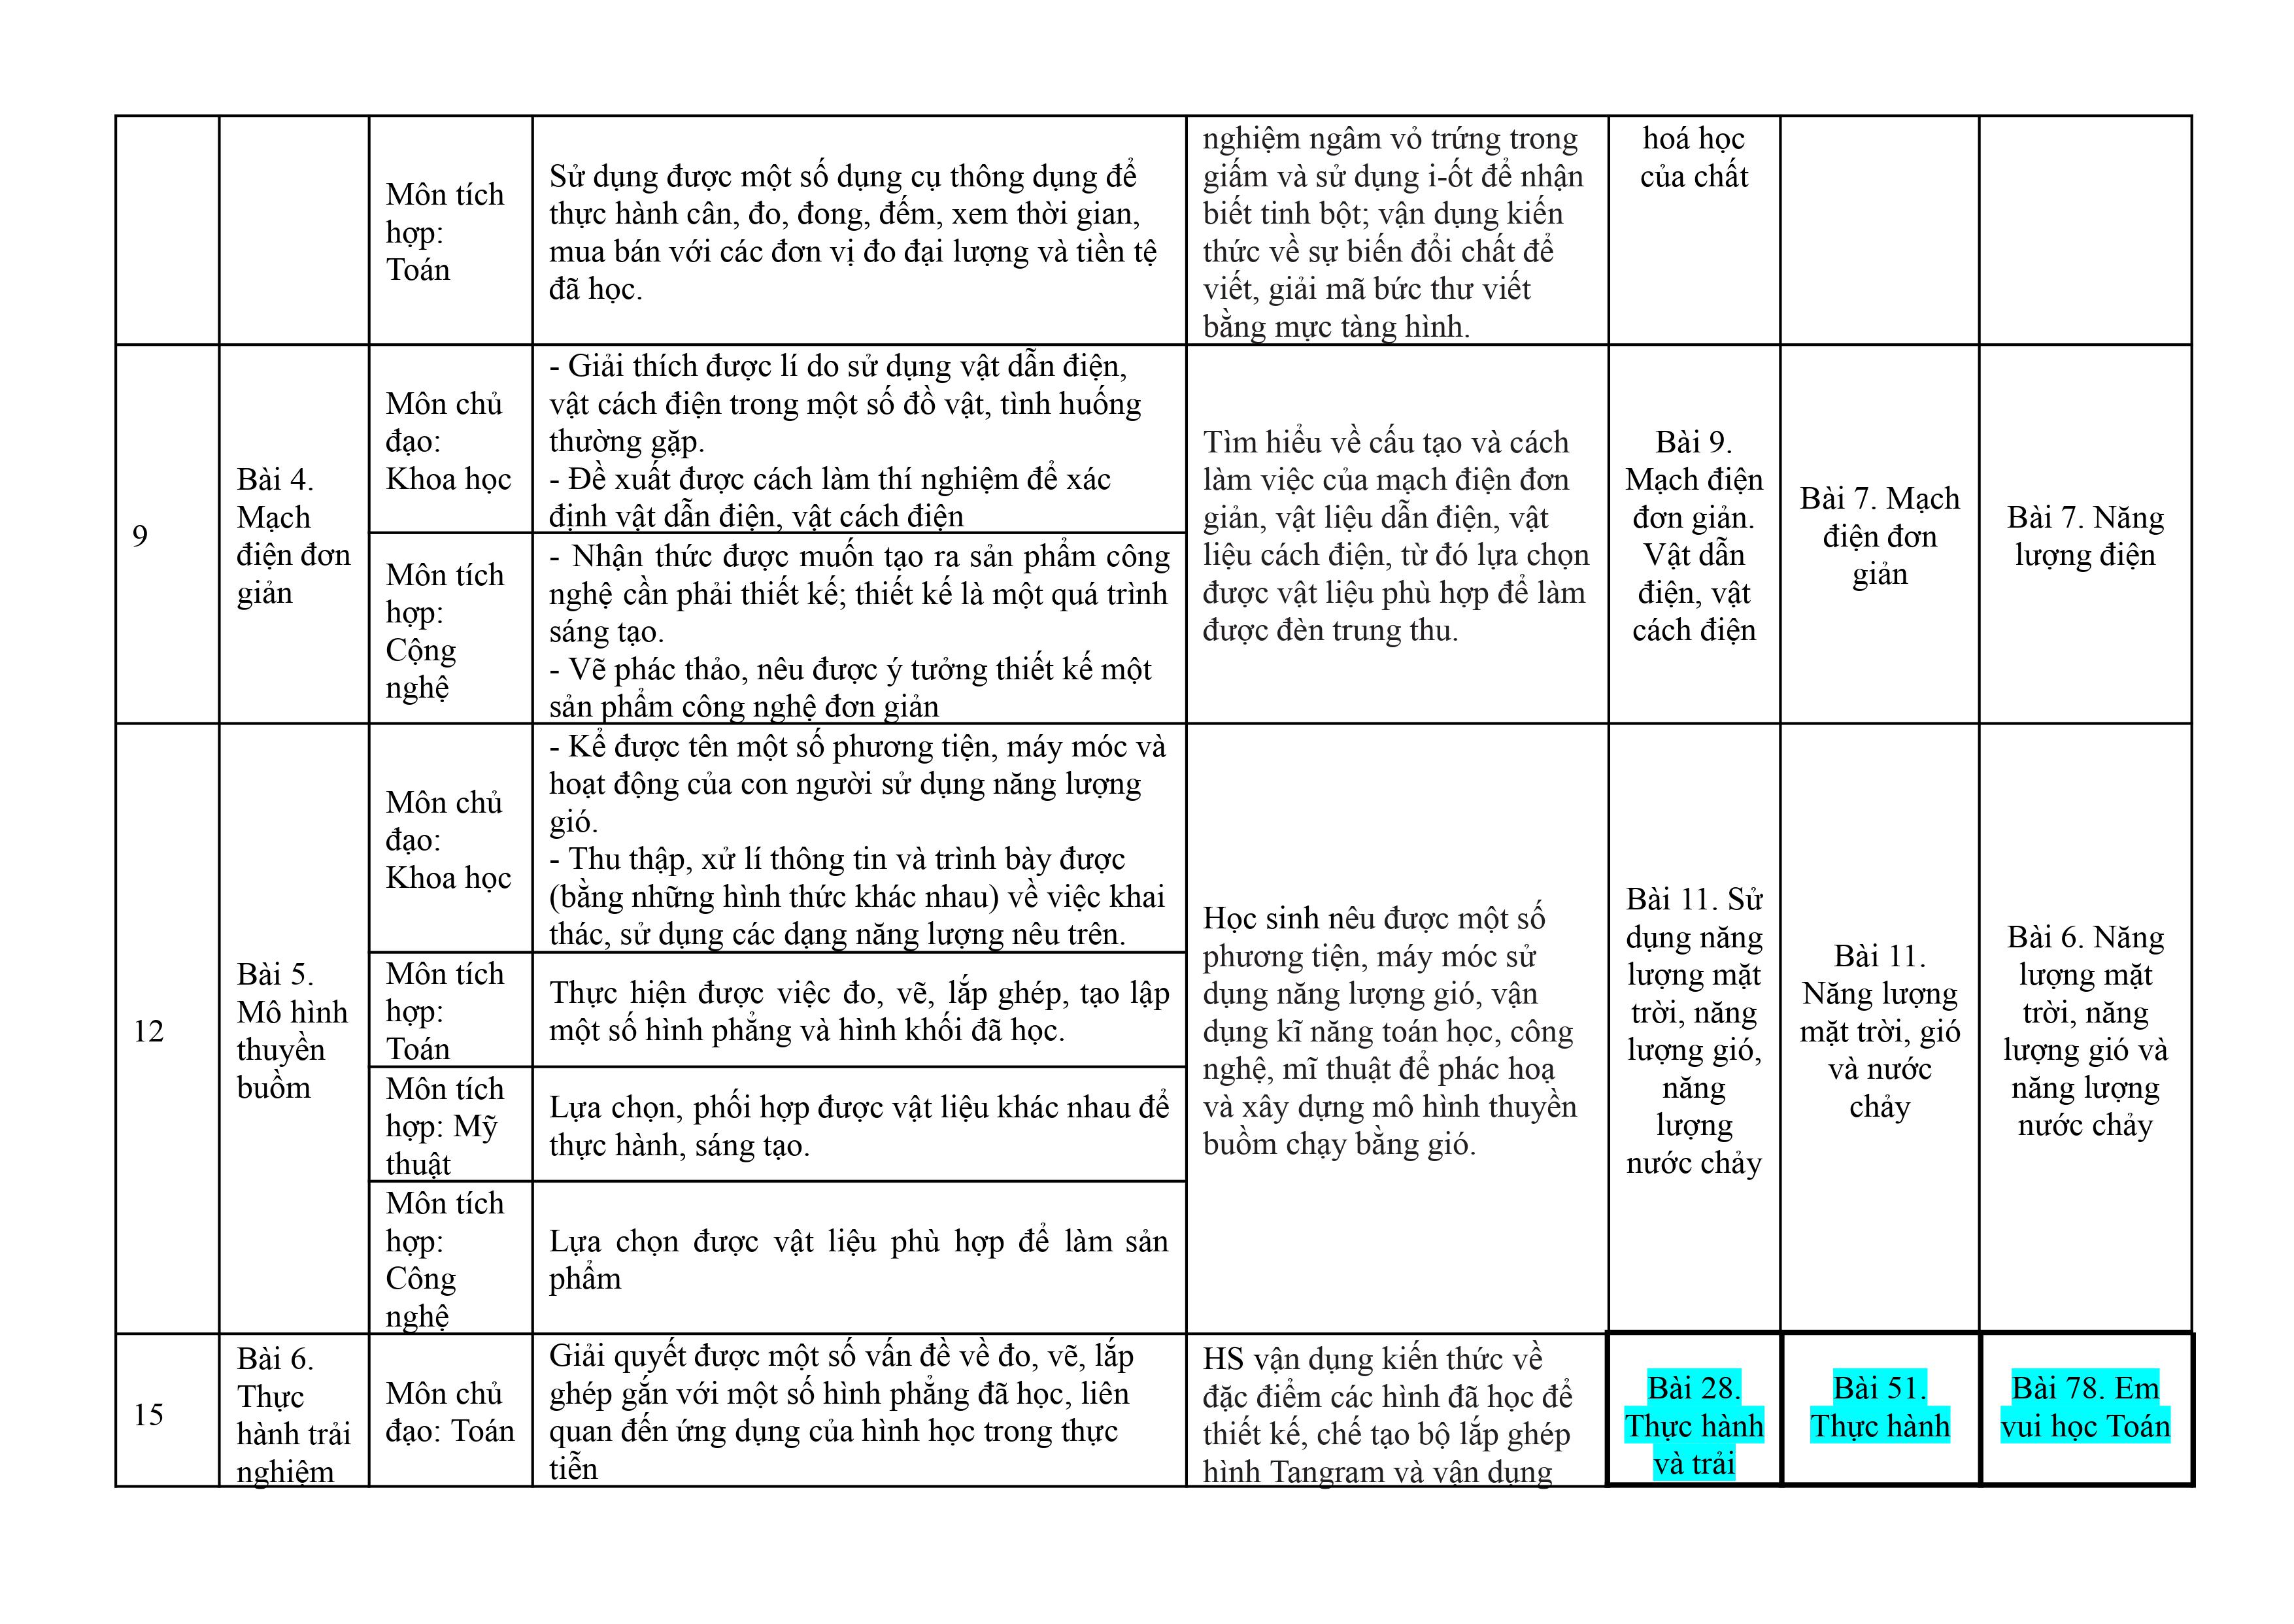 Môn tích
hợp:
Toán
Sử dụng được một số dụng cụ thông dụng để
thực hành cân, đo, đong, đếm, xem thời gian,
mua bán với các đơn vị đo đại lượng và tiền tệ
đã học.
nghiệm ngâm vỏ trứng trong
giấm và sử dụng i-ốt để nhận
biết tinh bột; vận dụng kiến
thức về sự biến đổi chất để
viết, giải mã bức thư viết
bằng mực tàng hình.
hoá học
của chất
9
Bài 4.
Mạch
điện đơn
giản
Môn chủ
đạo:
Khoa học
- Giải thích được lí do sử dụng vật dẫn điện,
vật cách điện trong một số đồ vật, tình huống
thường gặp.
- Đề xuất được cách làm thí nghiệm để xác
định vật dẫn điện, vật cách điện
Môn tích
hợp:
Cộng
nghệ
- Nhận thức được muốn tạo ra sản phẩm công
nghệ cần phải thiết kế; thiết kế là một quá trình
sáng tạo.
- Vẽ phác thảo, nêu được ý tưởng thiết kế một
sản phẩm công nghệ đơn giản
Tìm hiểu về cấu tạo và cách
làm việc của mạch điện đơn
giản, vật liệu dẫn điện, vật
liệu cách điện, từ đó lựa chọn
được vật liệu phù hợp để làm
được đèn trung thu.
Bài 9.
Mạch điện
đơn giản.
Vật dẫn
điện, vật
cách điện
Bài 7. Mạch
điện đơn
giản
Bài 7. Năng
lượng điện
12
Bài 5.
Mô hình
thuyền
buồm
Môn chủ
đạo:
Khoa học
- Kể được tên một số phương tiện, máy móc và
hoạt động của con người sử dụng năng lượng
gió.
- Thu thập, xử lí thông tin và trình bày được
(bằng những hình thức khác nhau) về việc khai
thác, sử dụng các dạng năng lượng nêu trên.
Môn tích
hợp:
Toán
Thực hiện được việc đo, vẽ, lắp ghép, tạo lập
một số hình phẳng và hình khối đã học.
Môn tích
hợp: Mỹ
thuật
Lựa chọn, phối hợp được vật liệu khác nhau để
thực hành, sáng tạo.
Môn tích
hợp:
Công
nghệ
Lựa chọn được vật liệu phù hợp để làm sản
phẩm
Học sinh nêu được một số
phương tiện, máy móc sử
dụng năng lượng gió, vận
dụng kĩ năng toán học, công
nghệ, mĩ thuật để phác hoạ
và xây dựng mô hình thuyền
buồm chạy bằng gió.
Bài 11. Sử
dụng năng
lượng mặt
trời, năng
lượng gió,
năng
lượng
nước chảy
Bài 11.
Năng lượng
mặt trời, gió
và nước
chảy
Bài 6. Năng
lượng mặt
trời, năng
lượng gió và
năng lượng
nước chảy
15
Bài 6.
Thực
hành trải
nghiệm
Môn chủ
đạo: Toán
Giải quyết được một số vấn đề về đo, vẽ, lắp
ghép gắn với một số hình phẳng đã học, liên
quan đến ứng dụng của hình học trong thực
tiễn
HS vận dụng kiến thức về
đặc điểm các hình đã học để
thiết kế, chế tạo bộ lắp ghép
hình Tangram và vận dụng
Bài 28.
Thực hành
và trải
Bài 51.
Thực hành
Bài 78. Em
vui học Toán